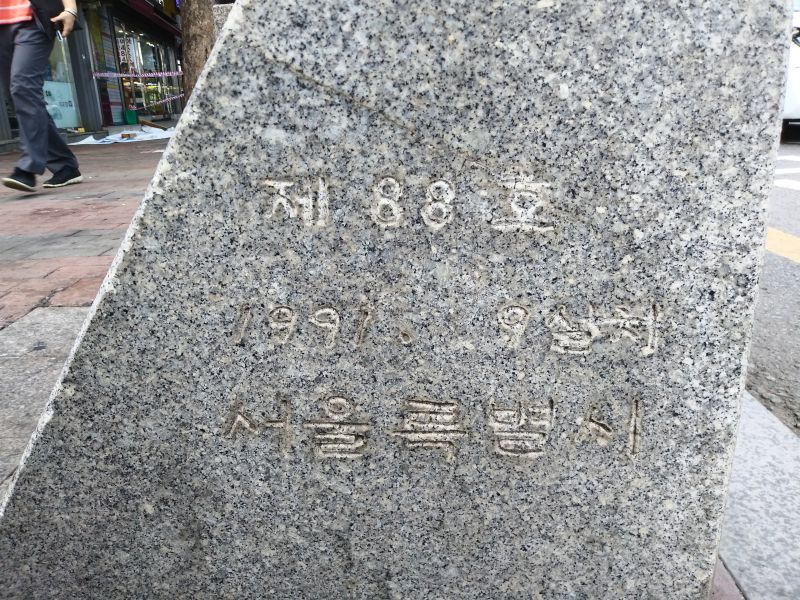 제 88 호
1991. 9 설치
서울특별시